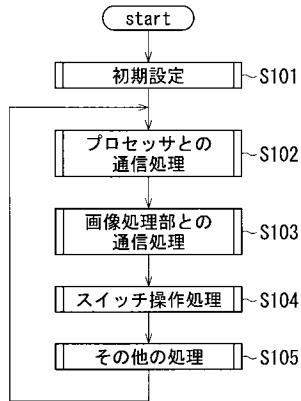 start
初期設定
S101
プロセッサとの
通信処理
S102
画像処理部との
通信処理
S103
スイッチ操作処理
S104
その他の処理
S105